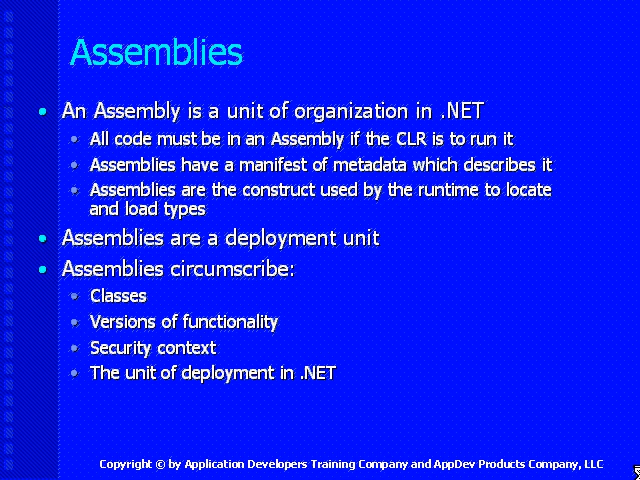 Assemblies
An Assembly is a unit of organization in .NET
All code must be in an Assembly if the CLR is to run it
Assemblies have a manifest of metadata which describes it
Assemblies are the construct used by the runtime to locate
and load types
Assemblies are a deployment unit
Assemblies circumscribe:
Classes
Versions of functionality
Security context
The unit of deployment in .NET
Copyright © by Application Developers Training Company and AppDev Products Company, LLC